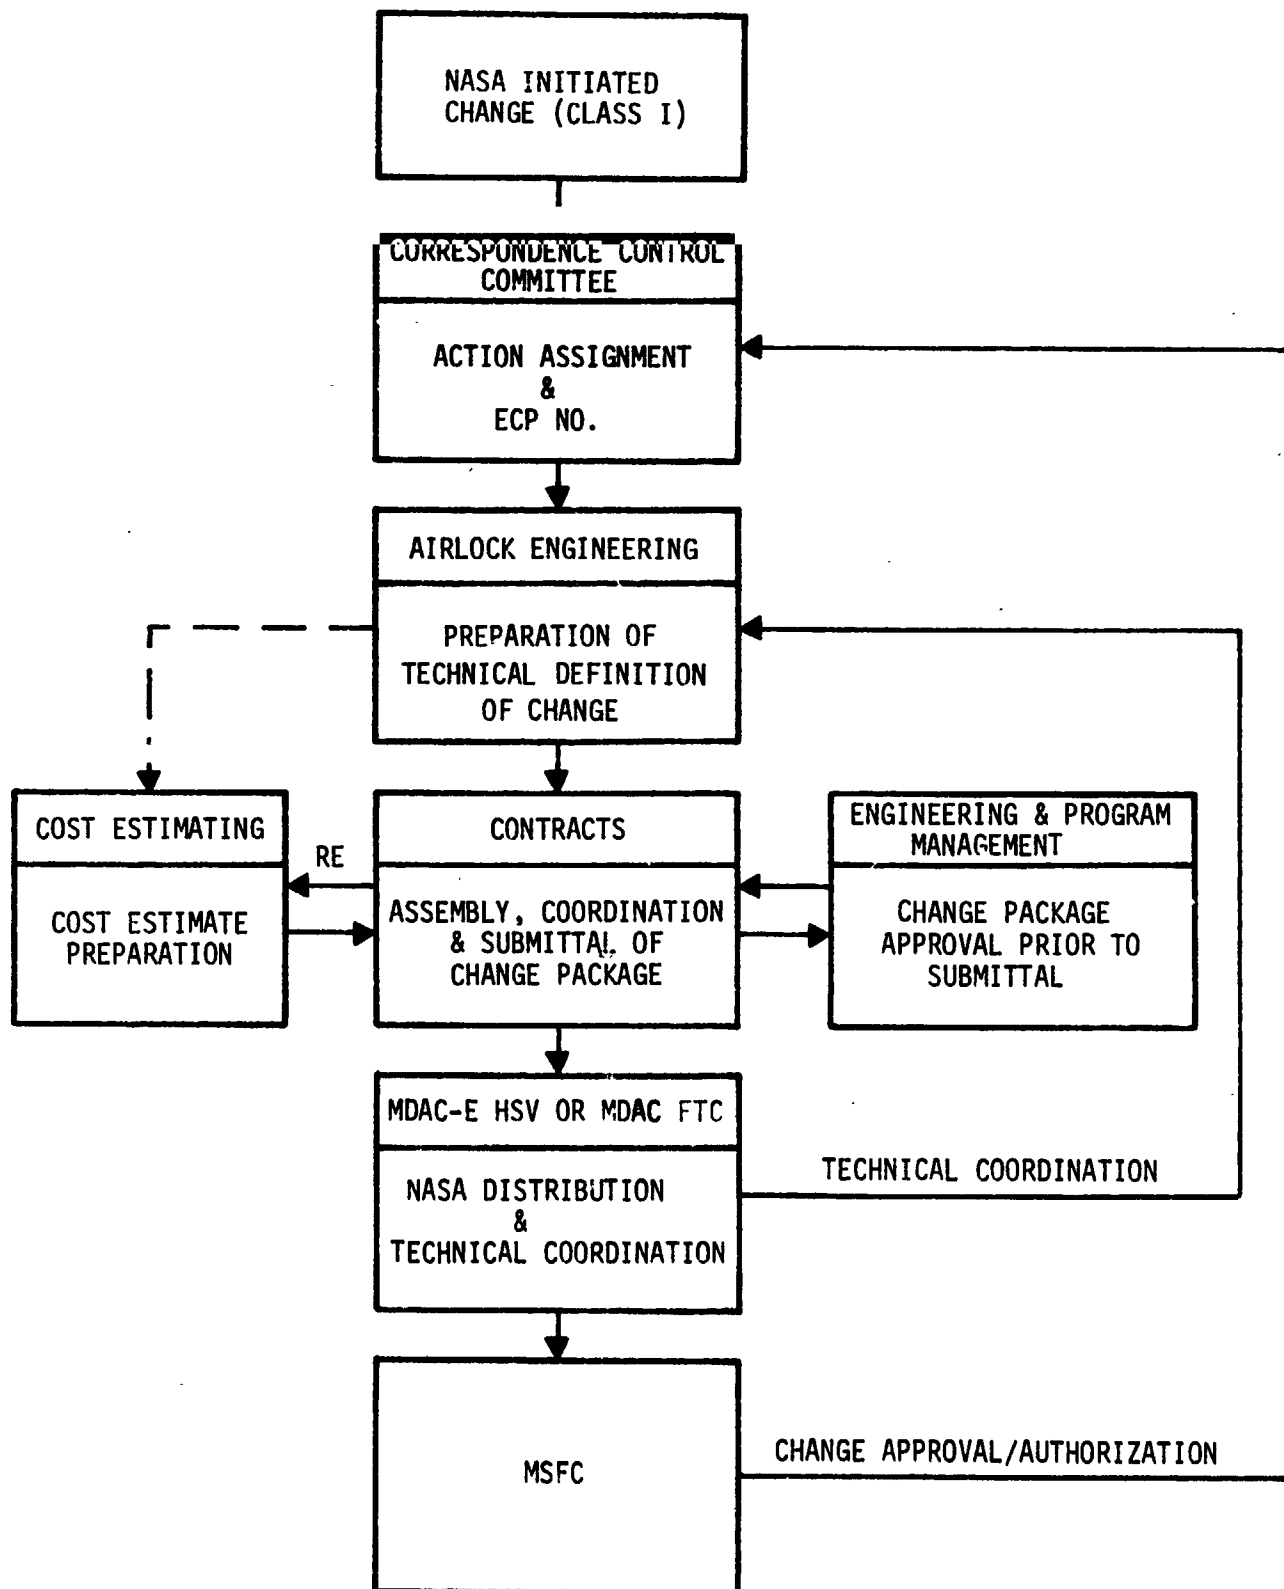 NASA INITIATED
CHANGE (CLASS I)
CORRESPONDENCE CONTROL
COMMITTEE
ACTION ASSIGNMENT
&
ECP NO.
AIRLOCK ENGINEERING
PREPARATION OF
TECHNICAL DEFINITION
OF CHANGE
COST ESTIMATING
COST ESTIMATE
PREPARATION
RE
CONTRACTS
ASSEMBLY, COORDINATION
& SUBMITTAL OF
CHANGE PACKAGE
ENGINEERING & PROGRAM
MANAGEMENT
CHANGE PACKAGE
APPROVAL PRIOR TO
SUBMITTAL
MDAC-E HSV OR MDAC FTC
NASA DISTRIBUTION
&
TECHNICAL COORDINATION
TECHNICAL COORDINATION
MSFC
CHANGE APPROVAL/AUTHORIZATION